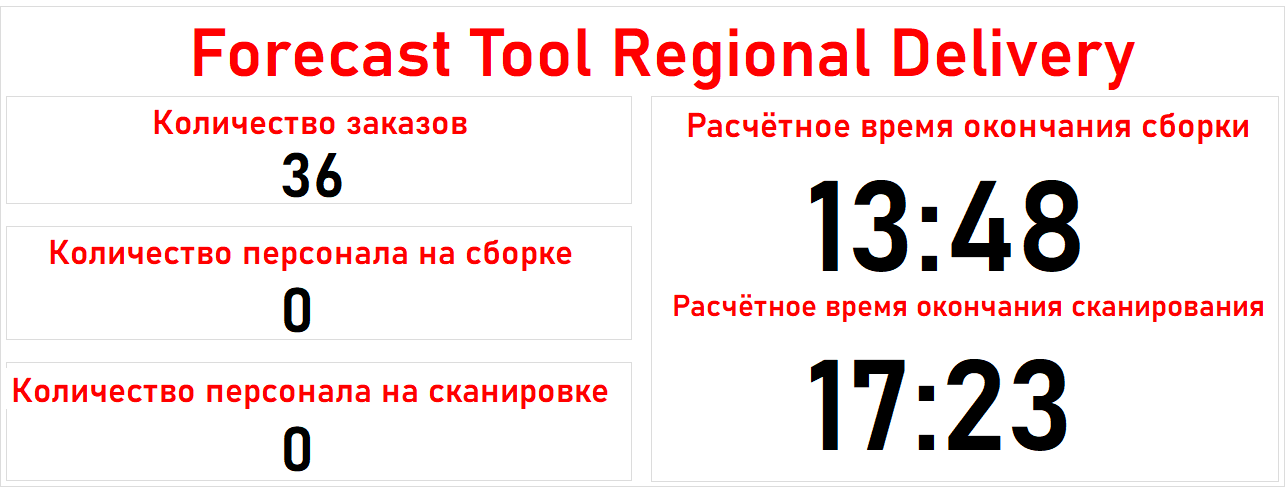 Forecast Tool Regional Delivery
Количество заказов
36
Количество персонала на сборке
0
Количество персонала на сканировке
0
Расчётное время окончания сборки
13:48
Расчётное время окончания сканирования
17:23